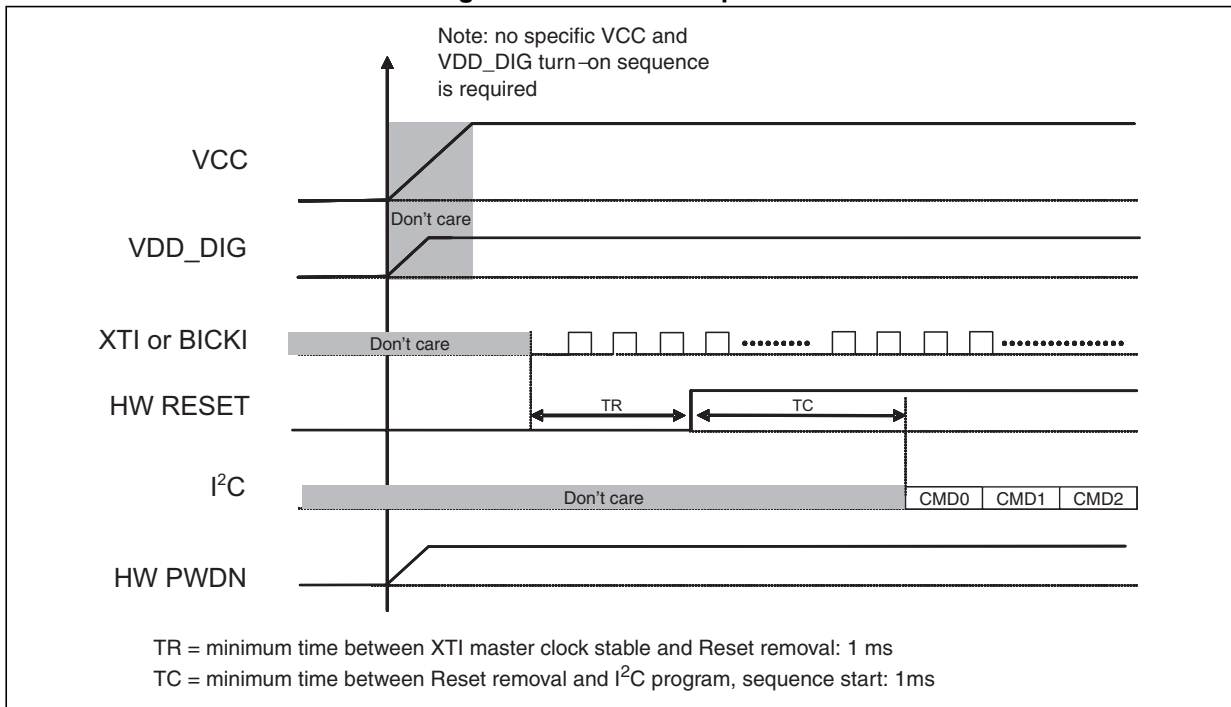 Note: no specific VCC and
VDD_DIG turn–on sequence
is required
VCC
Don't care
VDD_DIG
XTI or BICKI
Don't care
HW RESET
TR
TC
I²C
Don't care
CMD0 CMD1 CMD2
HW PWDN
TR = minimum time between XTI master clock stable and Reset removal: 1 ms
TC = minimum time between Reset removal and I²C program, sequence start: 1ms